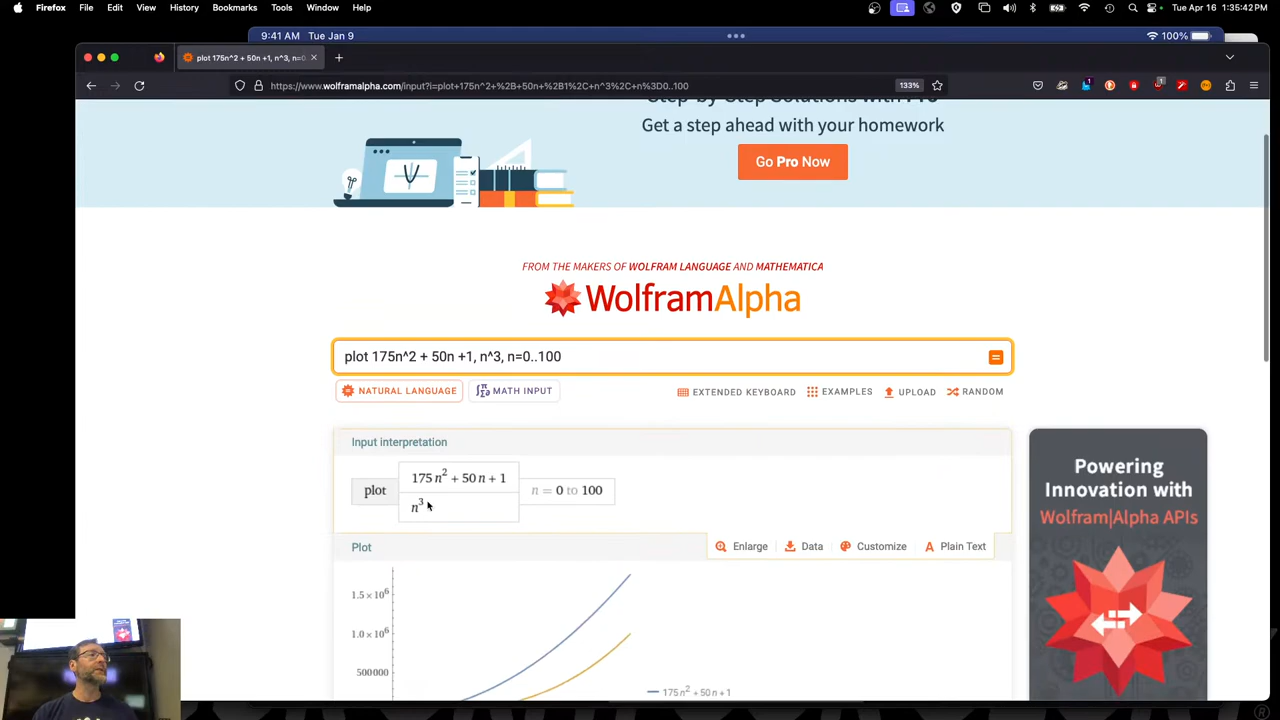 Firefox File Edit View History Bookmarks Tools Window Help Tue Apr 16 1:35:42 PM
9:41 AM Tue Jan 9 100%
plot 175n^2 + 50n +1, n^3, n=0
https://www.wolframalpha.com/input?i=plot+175n^2+%2B+50n+%2B1%2C+n^3%2C+n%3D0..100 133%
Step-by-Step Solutions with Pro
Get a step ahead with your homework
Go Pro Now
FROM THE MAKERS OF WOLFRAM LANGUAGE AND MATHEMATICA
WolframAlpha
plot 175n^2 + 50n +1, n^3, n=0..100
NATURAL LANGUAGE MATH INPUT EXTENDED KEYBOARD EXAMPLES UPLOAD RANDOM
Input interpretation
plot
175 n² + 50 n + 1
n³
n = 0 to 100
Plot Enlarge Data Customize Plain Text
1.5 × 10⁶
1.0 × 10⁶
500000
175 n² + 50 n + 1
Powering
Innovation with
Wolfram|Alpha APIs